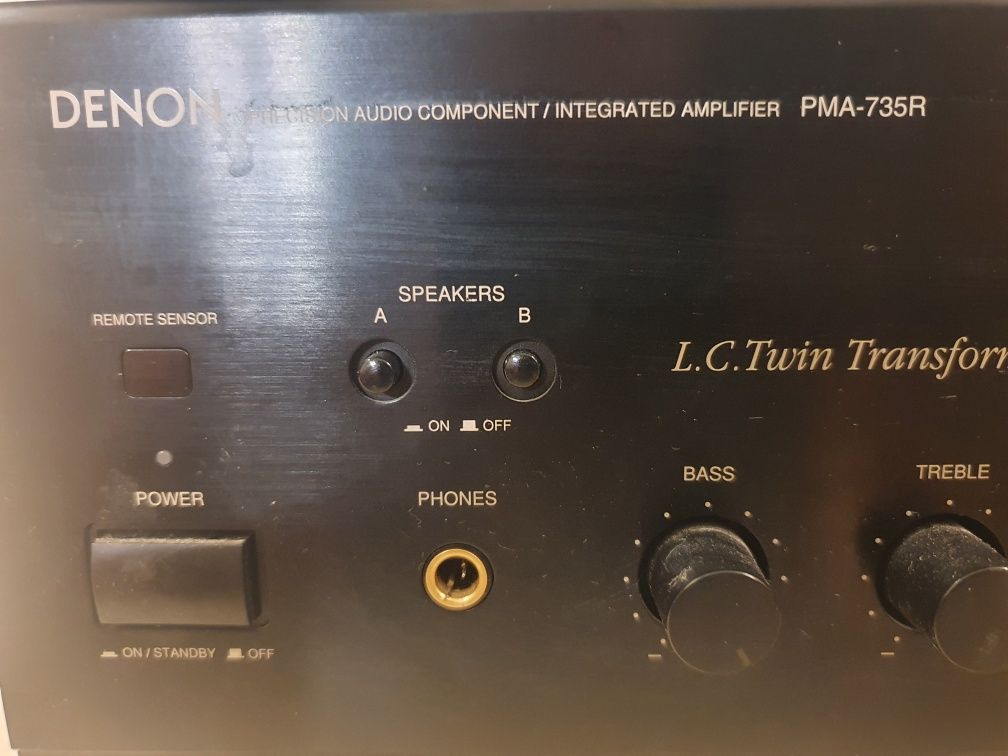 DENON PRECISION AUDIO COMPONENT / INTEGRATED AMPLIFIER PMA-735R
SPEAKERS
REMOTE SENSOR A B
L.C.Twin Transfor
ON OFF
BASS TREBLE
POWER PHONES
ON / STANDBY OFF